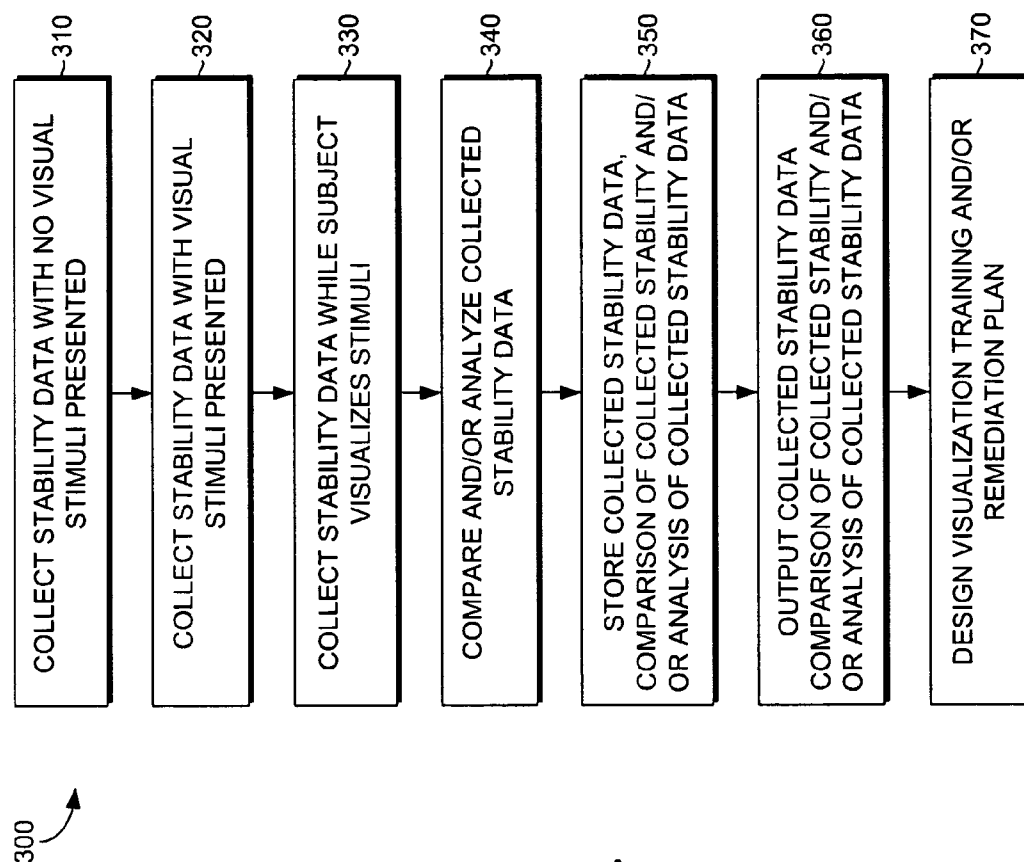 300
COLLECT STABILITY DATA WITH NO VISUAL
STIMULI PRESENTED
310
COLLECT STABILITY DATA WITH VISUAL
STIMULI PRESENTED
320
COLLECT STABILITY DATA WHILE SUBJECT
VISUALIZES STIMULI
330
COMPARE AND/OR ANALYZE COLLECTED
STABILITY DATA
340
STORE COLLECTED STABILITY DATA,
COMPARISON OF COLLECTED STABILITY AND/
OR ANALYSIS OF COLLECTED STABILITY DATA
350
OUTPUT COLLECTED STABILITY DATA
COMPARISON OF COLLECTED STABILITY AND/
OR ANALYSIS OF COLLECTED STABILITY DATA
360
DESIGN VISUALIZATION TRAINING AND/OR
REMEDIATION PLAN
370